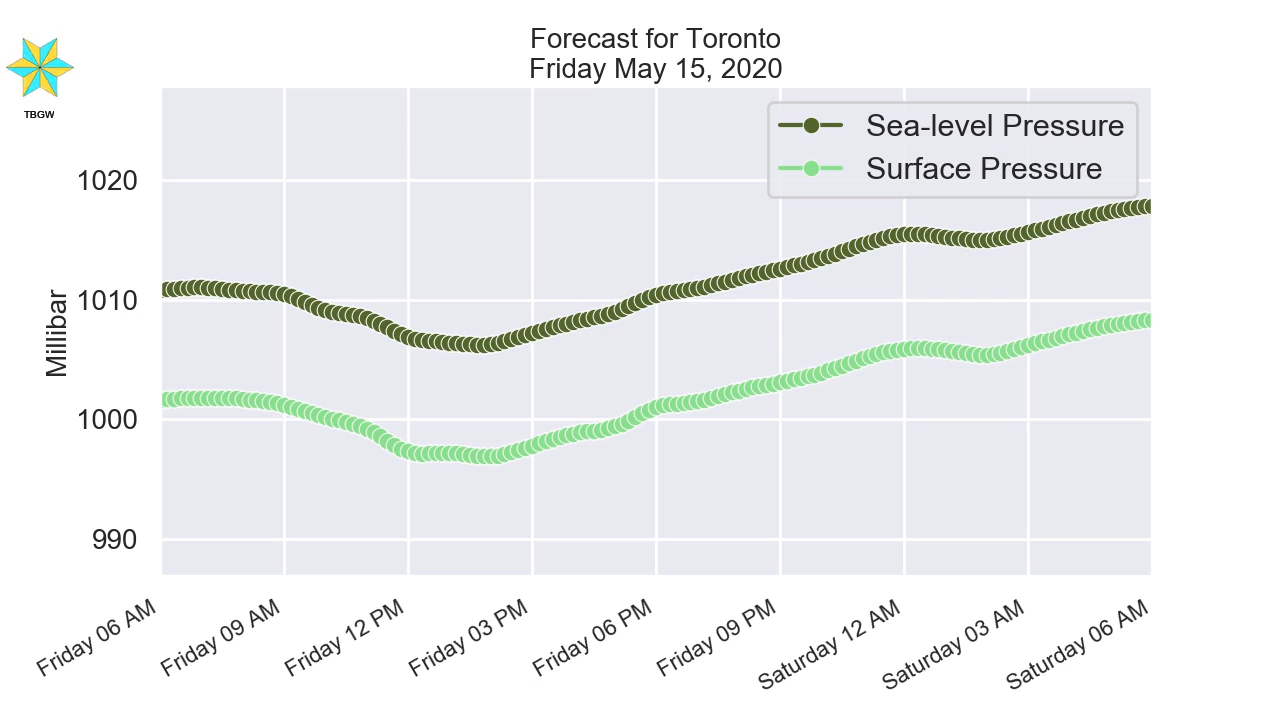 Forecast for Toronto
Friday May 15, 2020
TBGW
Sea-level Pressure
Surface Pressure
Millibar
1020
1010
1000
990
Friday 06 AM
Friday 09 AM
Friday 12 PM
Friday 03 PM
Friday 06 PM
Friday 09 PM
Saturday 12 AM
Saturday 03 AM
Saturday 06 AM